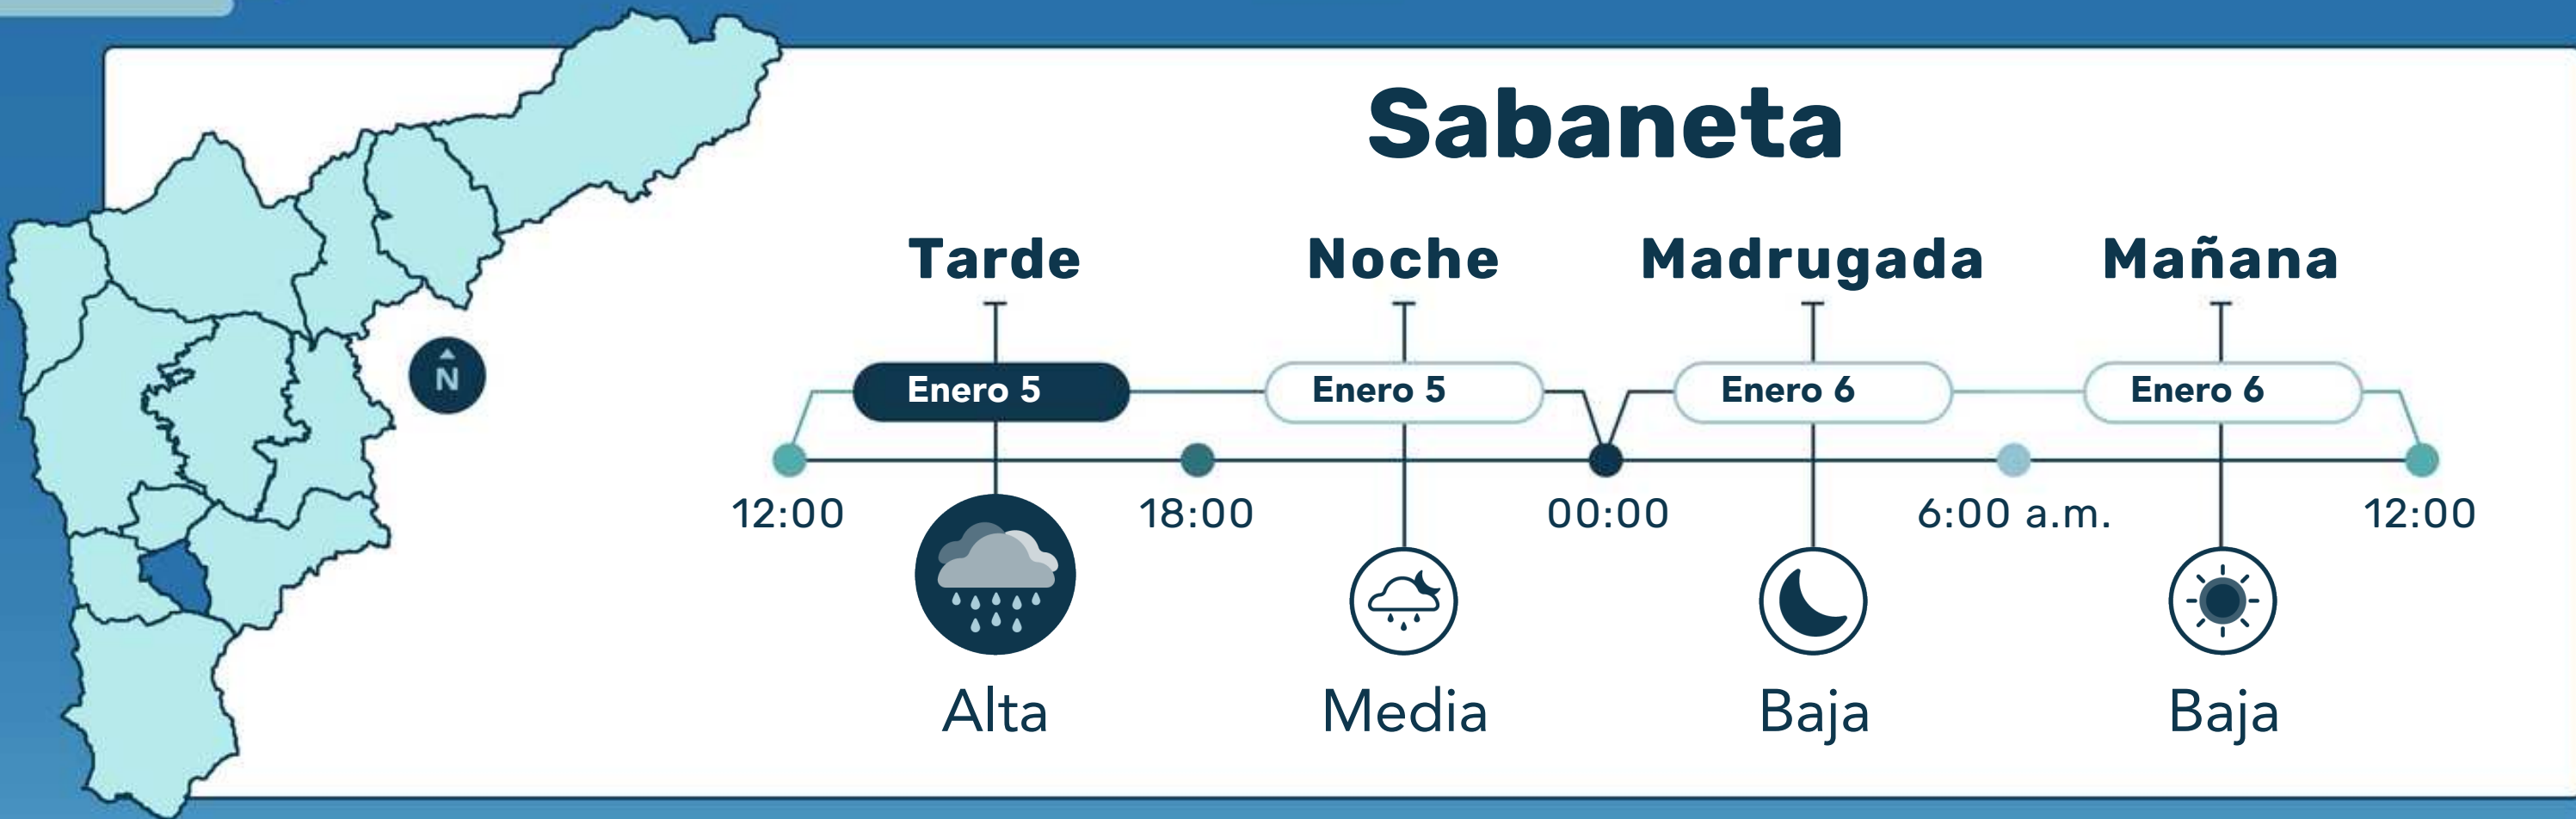 Sabaneta
Tarde Noche Madrugada Mañana
Enero 5 Enero 5 Enero 6 Enero 6
N
12:00 18:00 00:00 6:00 a.m. 12:00
Alta Media Baja Baja